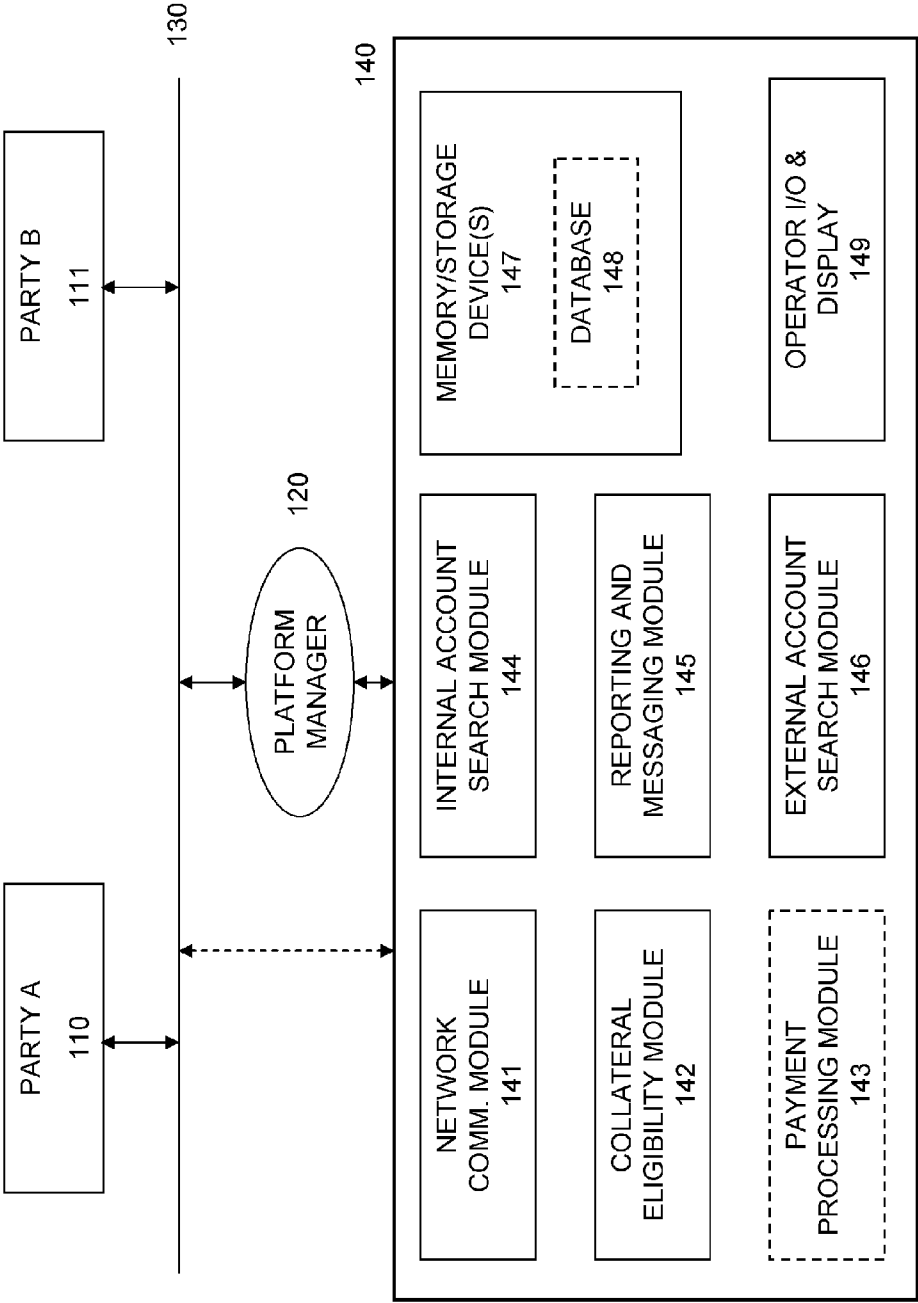 PARTY A
110
PARTY B
111
130
PLATFORM
MANAGER
120
140
NETWORK
COMM. MODULE
141
COLLATERAL
ELIGIBILITY MODULE
142
PAYMENT
PROCESSING MODULE
143
INTERNAL ACCOUNT
SEARCH MODULE
144
REPORTING AND
MESSAGING MODULE
145
EXTERNAL ACCOUNT
SEARCH MODULE
146
MEMORY/STORAGE
DEVICE(S)
147
DATABASE
148
OPERATOR I/O &
DISPLAY
149